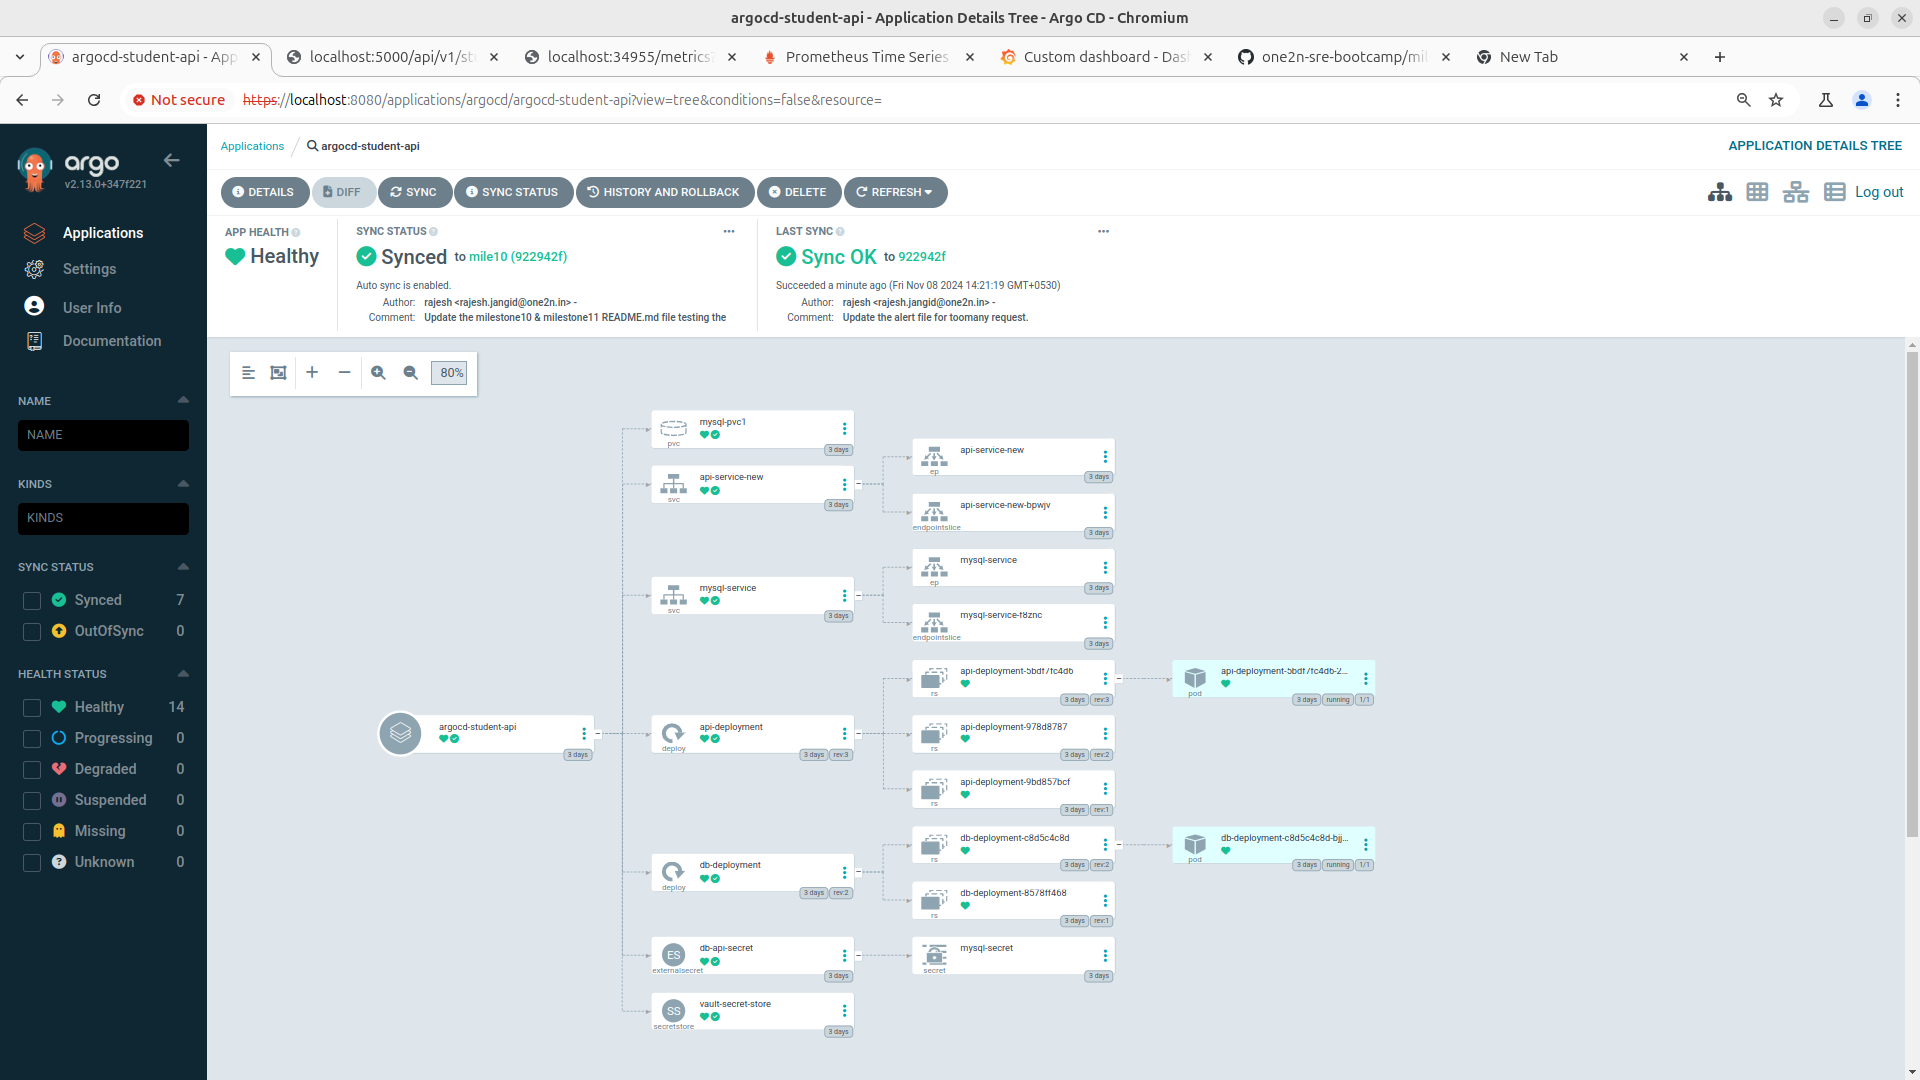 argocd-student-api - Application Details Tree - Argo CD - Chromium
argocd-student-api - App
localhost:5000/api/v1/st
localhost:34955/metrics
Prometheus Time Series
Custom dashboard - Das
one2n-sre-bootcamp/mil
New Tab
Not secure
https://localhost:8080/applications/argocd/argocd-student-api?view=tree&conditions=false&resource=
argo
v2.13.0+347f221
Applications
Settings
User Info
Documentation
NAME
NAME
KINDS
KINDS
SYNC STATUS
Synced 7
OutOfSync 0
HEALTH STATUS
Healthy 14
Progressing 0
Degraded 0
Suspended 0
Missing 0
Unknown 0
Applications / argocd-student-api
APPLICATION DETAILS TREE
DETAILS
DIFF
SYNC
SYNC STATUS
HISTORY AND ROLLBACK
DELETE
REFRESH
Log out
APP HEALTH
Healthy
SYNC STATUS
Synced to mile10 (922942f)
Auto sync is enabled.
Author: rajesh <rajesh.jangid@one2n.in> -
Comment: Update the milestone10 & milestone11 README.md file testing the
LAST SYNC
Sync OK to 922942f
Succeeded a minute ago (Fri Nov 08 2024 14:21:19 GMT+0530)
Author: rajesh <rajesh.jangid@one2n.in> -
Comment: Update the alert file for toomany request.
80%
argocd-student-api
3 days
mysql-pvc1
pvc
3 days
api-service-new
svc
3 days
mysql-service
svc
3 days
api-deployment
deploy
3 days rev:3
db-deployment
deploy
3 days rev:2
ES
db-api-secret
externalsecret
3 days
SS
vault-secret-store
secretstore
3 days
api-service-new
ep
3 days
api-service-new-bpwjv
endpointslice
3 days
mysql-service
ep
3 days
mysql-service-f8znc
endpointslice
3 days
api-deployment-5bdf7fc4d6
rs
3 days rev:3
api-deployment-978d8787
rs
3 days rev:2
api-deployment-9bd857bcf
rs
3 days rev:1
db-deployment-c8d5c4c8d
rs
3 days rev:2
db-deployment-8578ff468
rs
3 days rev:1
mysql-secret
secret
3 days
api-deployment-5bdf7fc4d6-2...
pod
3 days running 1/1
db-deployment-c8d5c4c8d-bjj...
pod
3 days running 1/1